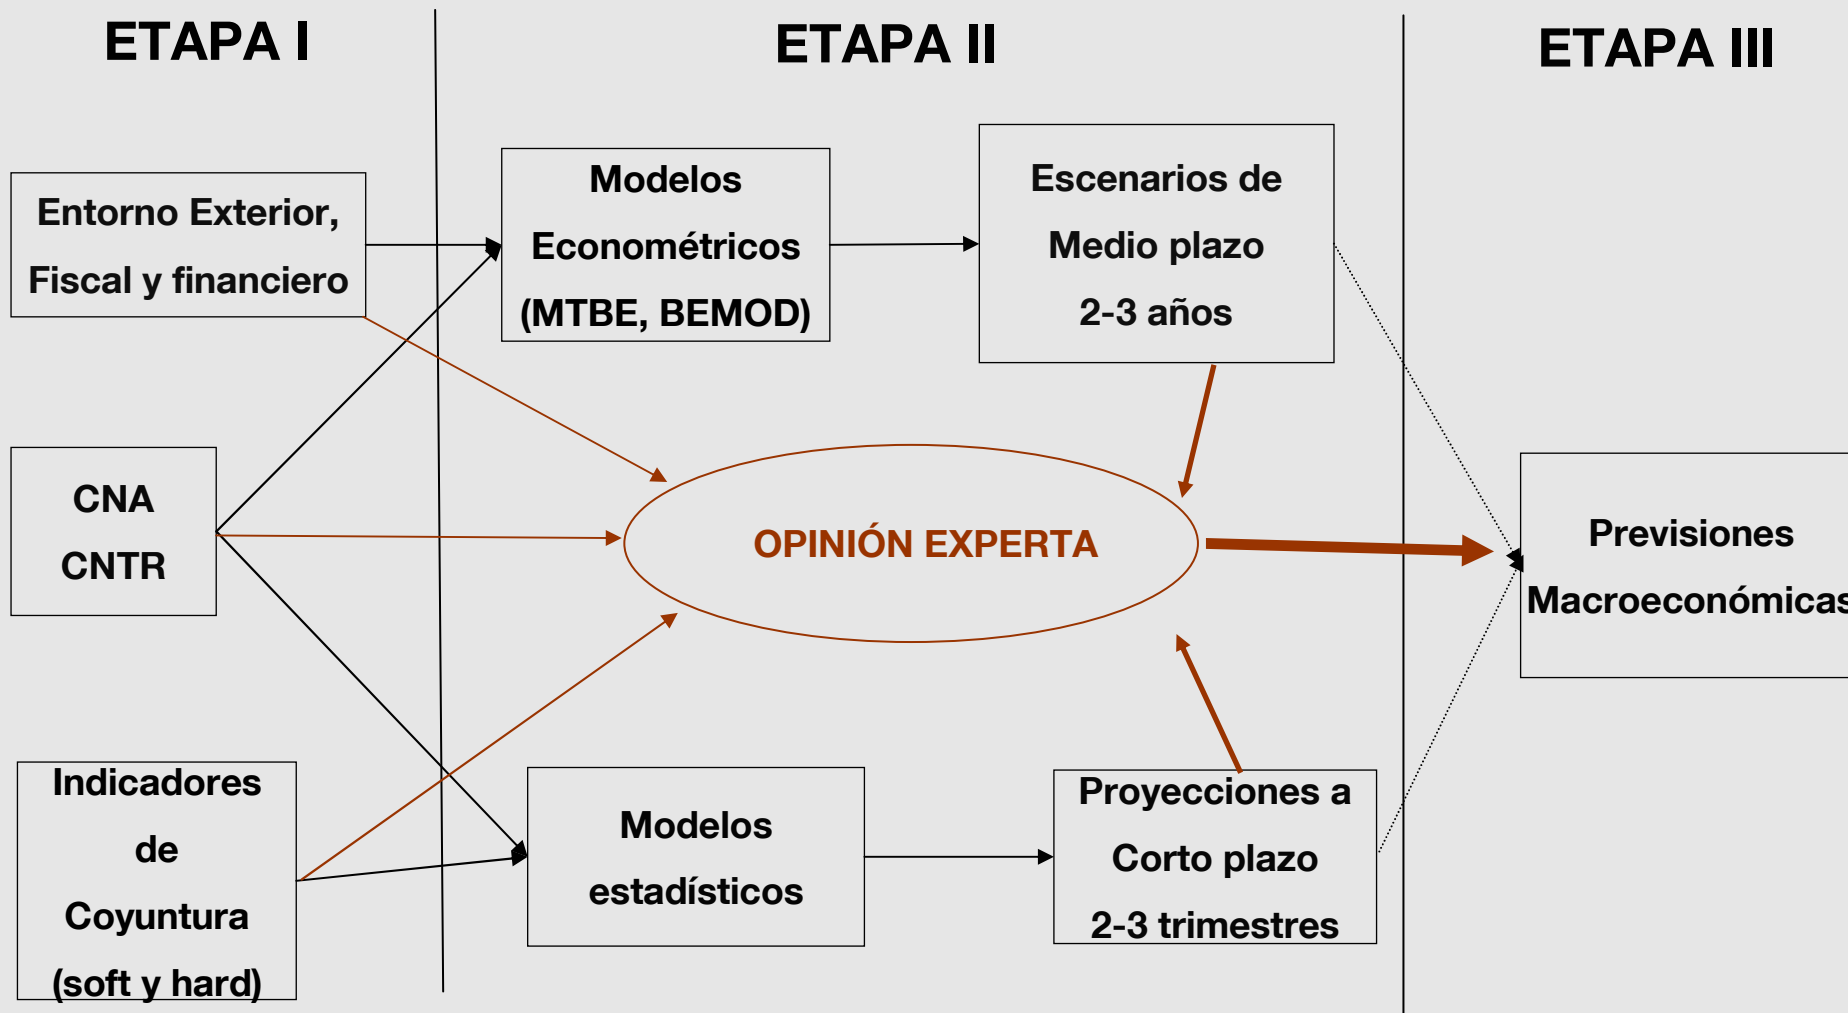 ETAPA I
ETAPA II
ETAPA III
Entorno Exterior,
Fiscal y financiero
CNA
CNTR
Indicadores
de
Coyuntura
(soft y hard)
Modelos
Econométricos
(MTBE, BEMOD)
Escenarios de
Medio plazo
2-3 años
OPINIÓN EXPERTA
Modelos
estadísticos
Proyecciones a
Corto plazo
2-3 trimestres
Previsiones
Macroeconómicas